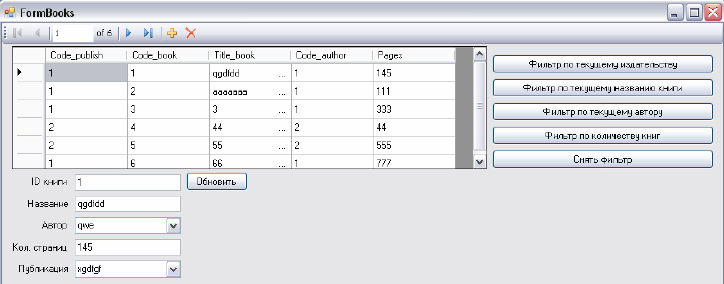 FormBooks
1 of 6
Code_publish Code_book Title_book Code_author Pages
1 1 qgdfdd ... 1 145
1 2 aaaaaaa ... 1 111
1 3 3 ... 1 333
2 4 44 ... 2 44
2 5 55 ... 2 555
1 6 66 ... 1 777
Фильтр по текущему издательству
Фильтр по текущему названию книги
Фильтр по текущему автору
Фильтр по количеству книг
Снять фильтр
ID книги 1 Обновить
Название qgdfdd
Автор qwe
Кол. страниц 145
Публикация xgdfgf